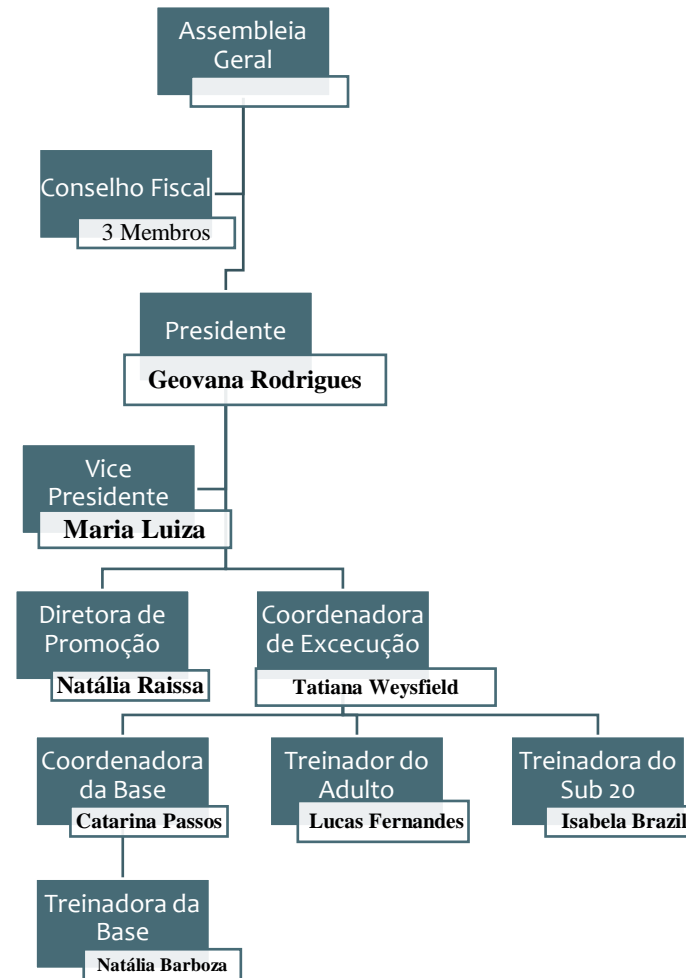 Assembleia
Geral
Conselho Fiscal
3 Membros
Presidente
Geovana Rodrigues
Vice
Presidente
Maria Luiza
Diretora de
Promoção
Natália Raissa
Coordenadora
de Excecução
Tatiana Weysfield
Coordenadora
da Base
Catarina Passos
Treinador do
Adulto
Lucas Fernandes
Treinadora do
Sub 20
Isabela Brazil
Treinadora da
Base
Natália Barboza